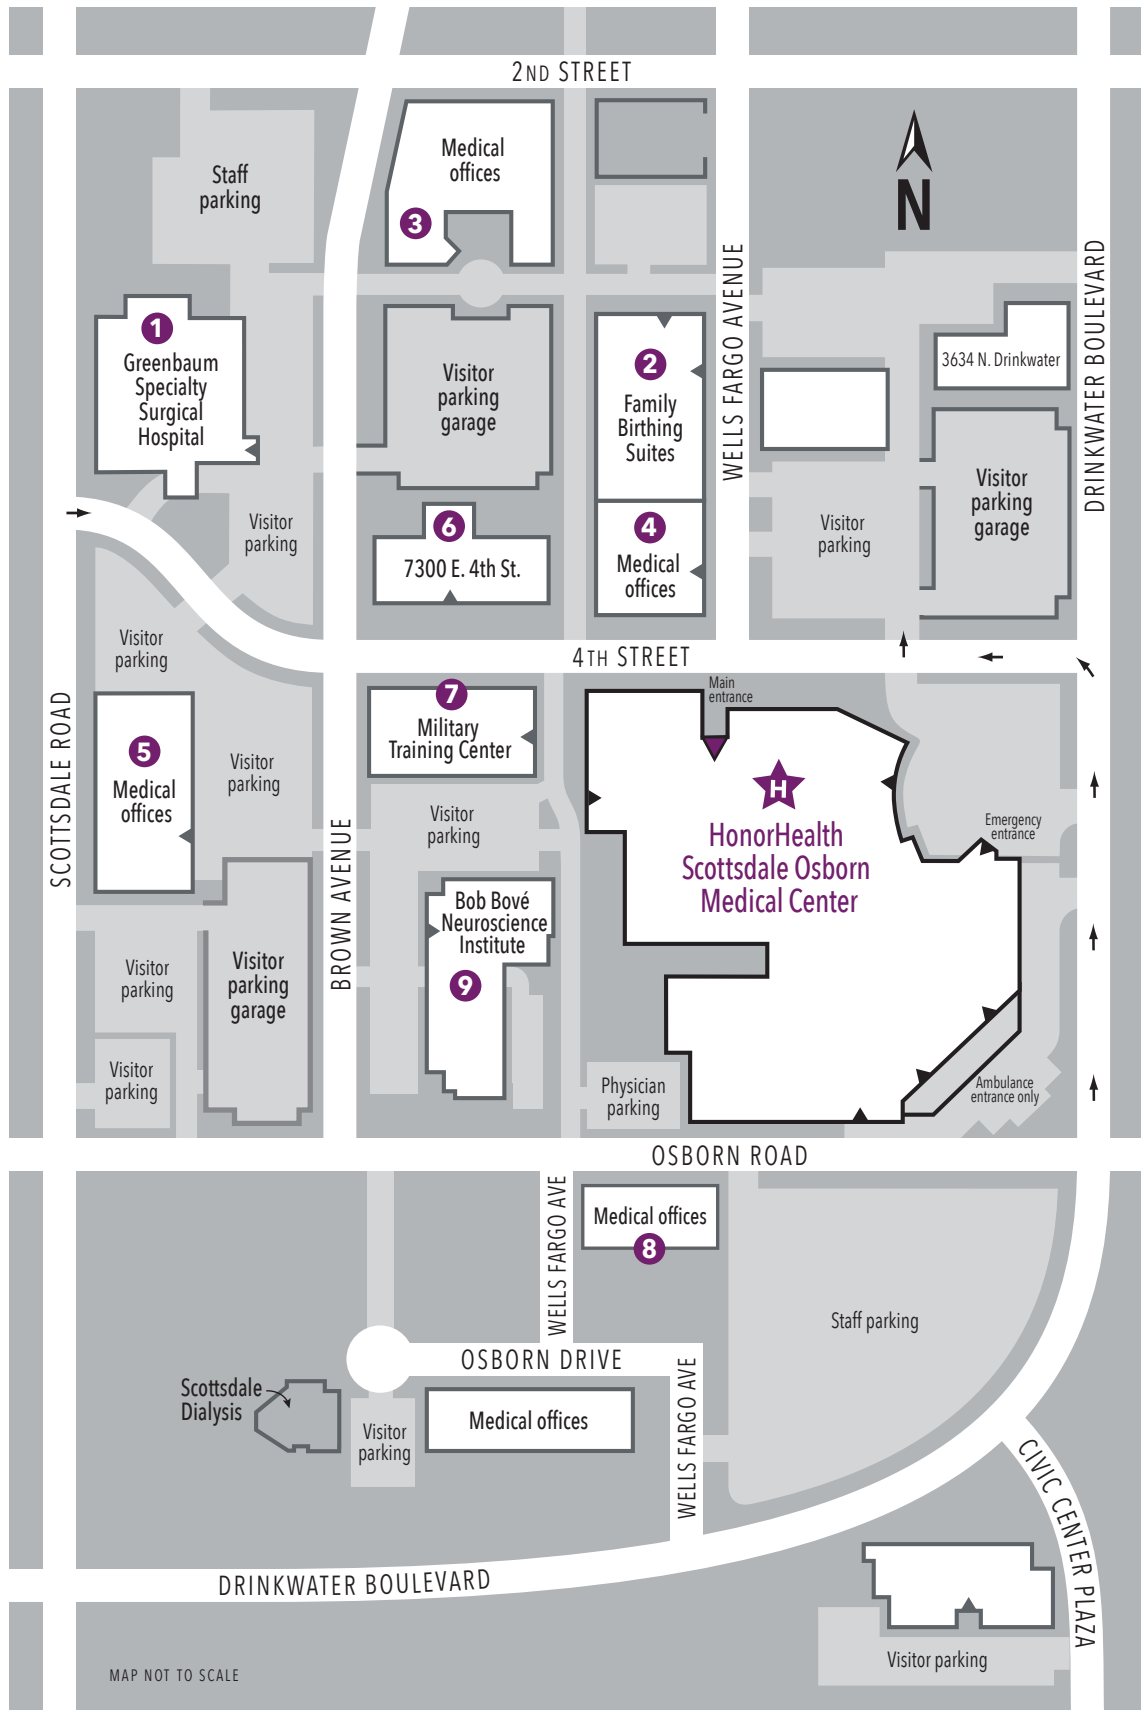 2ND STREET
Medical
offices
3
Staff
parking
N
WELLS FARGO AVENUE
DRINKWATER BOULEVARD
1
Greenbaum
Specialty
Surgical
Hospital
Visitor
parking
garage
2
Family
Birthing
Suites
3634 N. Drinkwater
Visitor
parking
garage
Visitor
parking
6
7300 E. 4th St.
4
Medical
offices
Visitor
parking
Visitor
parking
4TH STREET
SCOTTSDALE ROAD
5
Medical
offices
Visitor
parking
7
Military
Training Center
Main
entrance
H
HonorHealth
Scottsdale Osborn
Medical Center
Visitor
parking
Emergency
entrance
BROWN AVENUE
Bob Bové
Neuroscience
Institute
9
Visitor
parking
Visitor
parking
garage
Visitor
parking
Physician
parking
Ambulance
entrance only
OSBORN ROAD
WELLS FARGO AVE
Medical offices
8
Staff parking
OSBORN DRIVE
Scottsdale
Dialysis
Visitor
parking
Medical offices
WELLS FARGO AVE
CIVIC CENTER PLAZA
DRINKWATER BOULEVARD
Visitor parking
MAP NOT TO SCALE